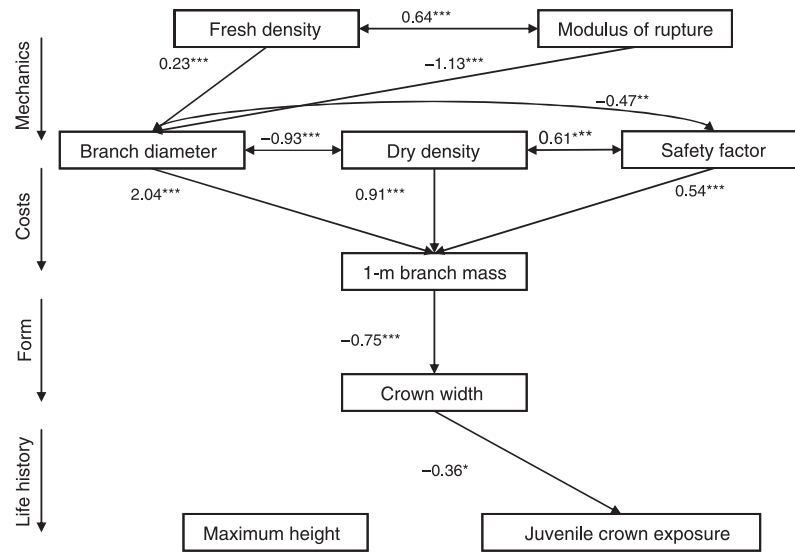 Mechanics
Costs
Form
Life history
Fresh density
0.64***
Modulus of rupture
0.23***
−1.13***
−0.47**
Branch diameter
−0.93***
Dry density
0.61***
Safety factor
2.04***
0.91***
0.54***
1-m branch mass
−0.75***
Crown width
−0.36*
Maximum height
Juvenile crown exposure